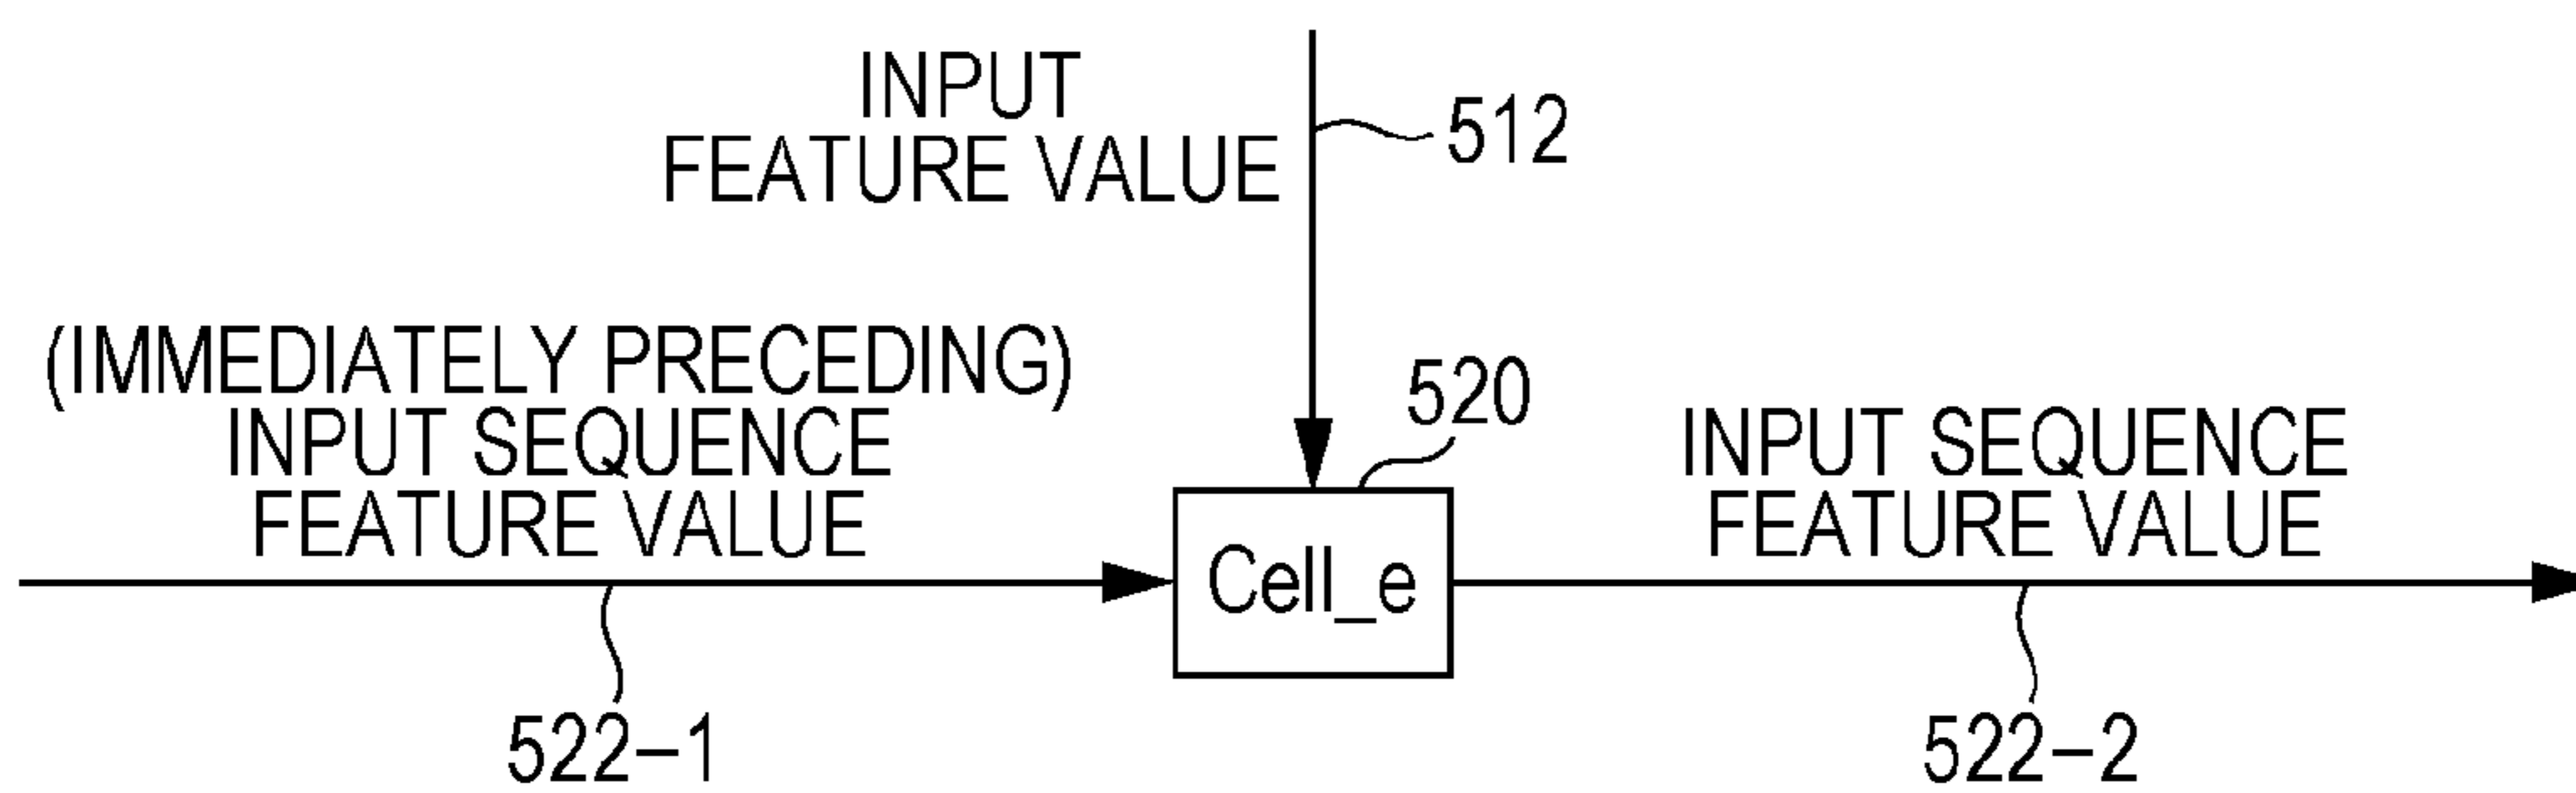 INPUT
FEATURE VALUE
512
(IMMEDIATELY PRECEDING)
INPUT SEQUENCE
FEATURE VALUE
520
INPUT SEQUENCE
FEATURE VALUE
Cell_e
522-1
522-2